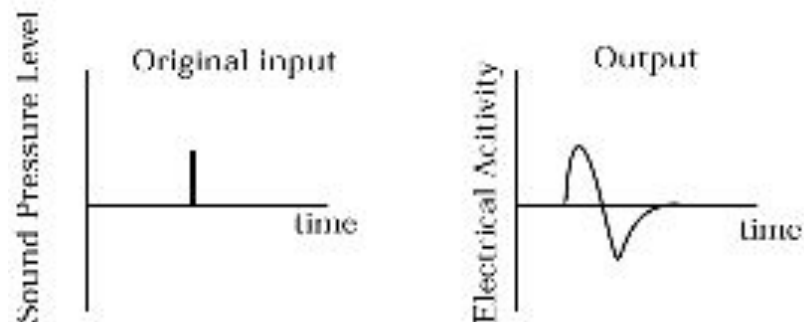 Sound Pressure Level
Original input
time
Electrical Acitivity
Output
time